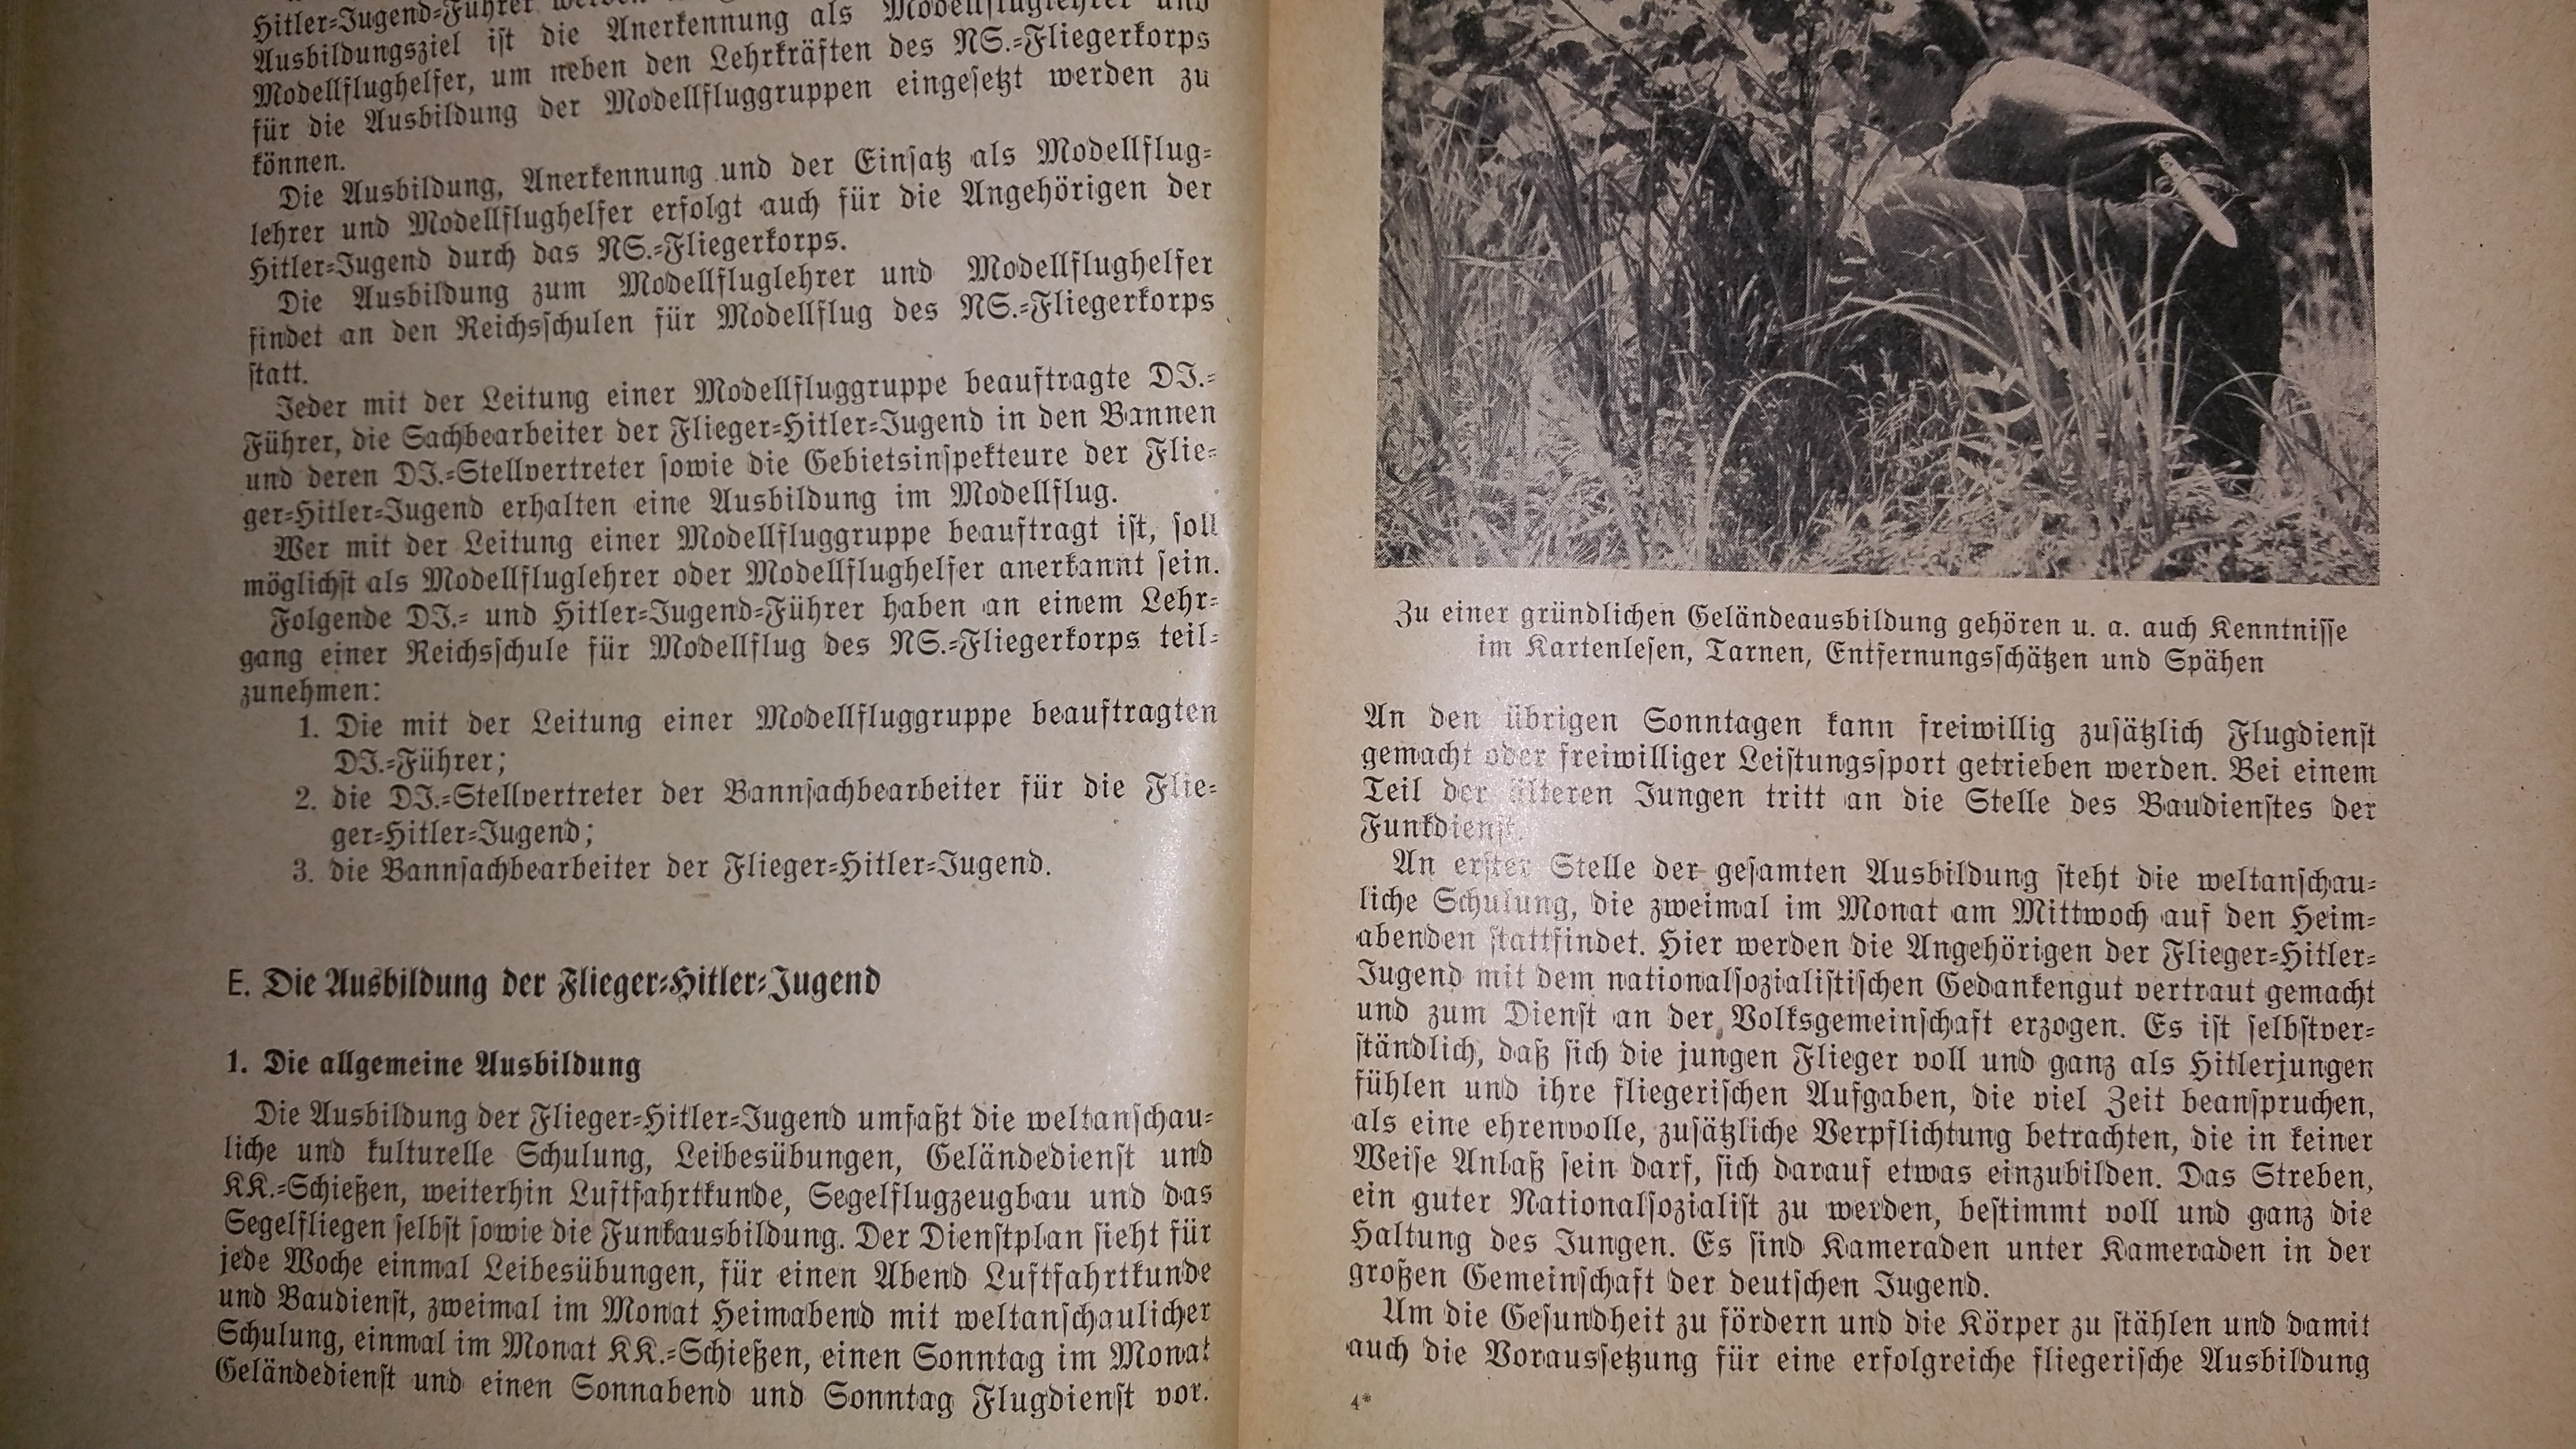 Hitler-Jugend-Führer
Ausbildungsziel ist die Anerkennung als Modellfluglehrer und
Modellflughelfer, um neben den Lehrkräften des NS.-Fliegerkorps
für die Ausbildung der Modellfluggruppen eingesetzt werden zu
können.
Die Ausbildung, Anerkennung und der Einsatz als Modellflug-
lehrer und Modellflughelfer erfolgt auch für die Angehörigen der
Hitler-Jugend durch das NS.-Fliegerkorps.
Die Ausbildung zum Modellfluglehrer und Modellflughelfer
findet an den Reichsschulen für Modellflug des NS.-Fliegerkorps
statt.
Jeder mit der Leitung einer Modellfluggruppe beauftragte DJ.-
Führer, die Sachbearbeiter der Flieger-Hitler-Jugend in den Bannen
und deren DJ.-Stellvertreter sowie die Gebietsinspekteure der Flie-
ger-Hitler-Jugend erhalten eine Ausbildung im Modellflug.
Wer mit der Leitung einer Modellfluggruppe beauftragt ist, soll
möglichst als Modellfluglehrer oder Modellflughelfer anerkannt sein.
Folgende DJ.- und Hitler-Jugend-Führer haben an einem Lehr-
gang einer Reichsschule für Modellflug des NS.-Fliegerkorps teil-
zunehmen:
1. Die mit der Leitung einer Modellfluggruppe beauftragten
DJ.-Führer;
2. die DJ.-Stellvertreter der Bannsachbearbeiter für die Flie-
ger-Hitler-Jugend;
3. die Bannsachbearbeiter der Flieger-Hitler-Jugend.
E. Die Ausbildung der Flieger-Hitler-Jugend
1. Die allgemeine Ausbildung
Die Ausbildung der Flieger-Hitler-Jugend umfaßt die weltanschau-
liche und kulturelle Schulung, Leibesübungen, Geländedienst und
KK.-Schießen, weiterhin Luftfahrtkunde, Segelflugzeugbau und das
Segelfliegen selbst sowie die Funkausbildung. Der Dienstplan sieht für
jede Woche einmal Leibesübungen, für einen Abend Luftfahrtkunde
und Baudienst, zweimal im Monat Heimabend mit weltanschaulicher
Schulung, einmal im Monat KK.-Schießen, einen Sonntag im Monat
Geländedienst und einen Sonnabend und Sonntag Flugdienst vor.
Zu einer gründlichen Geländeausbildung gehören u. a. auch Kenntnisse
im Kartenlesen, Tarnen, Entfernungsschätzen und Spähen
An den übrigen Sonntagen kann freiwillig zusätzlich Flugdienst
gemacht oder freiwilliger Leistungssport getrieben werden. Bei einem
Teil der älteren Jungen tritt an die Stelle des Baudienstes der
Funkdienst.
An erster Stelle der gesamten Ausbildung steht die weltanschau-
liche Schulung, die zweimal im Monat am Mittwoch auf den Heim-
abenden stattfindet. Hier werden die Angehörigen der Flieger-Hitler-
Jugend mit dem nationalsozialistischen Gedankengut vertraut gemacht
und zum Dienst an der Volksgemeinschaft erzogen. Es ist selbstver-
ständlich, daß sich die jungen Flieger voll und ganz als Hitlerjungen
fühlen und ihre fliegerischen Aufgaben, die viel Zeit beanspruchen,
als eine ehrenvolle, zusätzliche Verpflichtung betrachten, die in keiner
Weise Anlaß sein darf, sich darauf etwas einzubilden. Das Streben,
ein guter Nationalsozialist zu werden, bestimmt voll und ganz die
Haltung des Jungen. Es sind Kameraden unter Kameraden in der
großen Gemeinschaft der deutschen Jugend.
Um die Gesundheit zu fördern und die Körper zu stählen und damit
auch die Voraussetzung für eine erfolgreiche fliegerische Ausbildung
4*